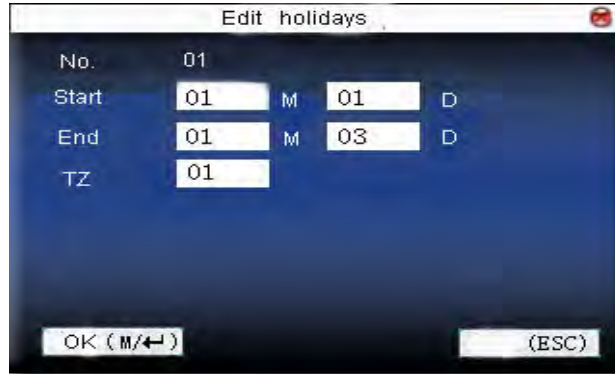 Edit holidays
No. 01
Start 01 M 01 D
End 01 M 03 D
TZ 01
OK (M/↵) (ESC)